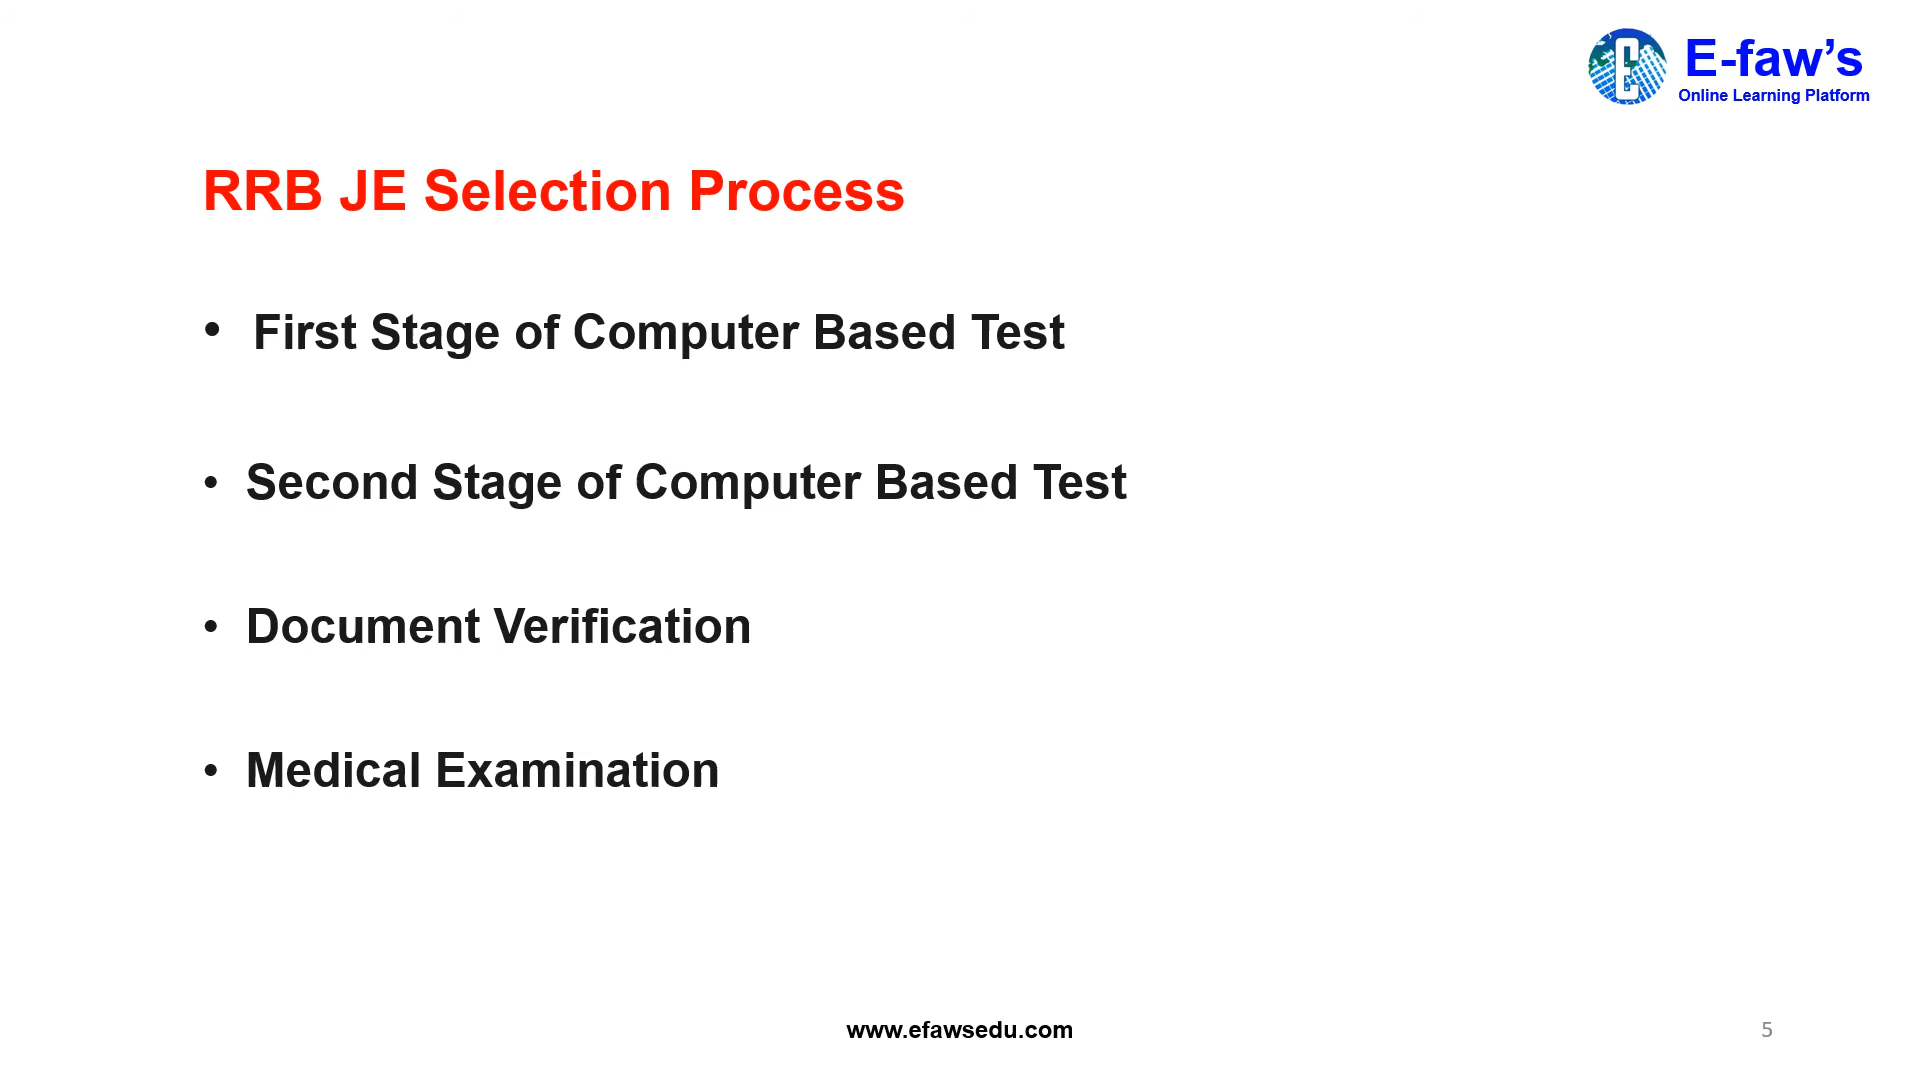 E-faw’s
Online Learning Platform
RRB JE Selection Process
• First Stage of Computer Based Test
• Second Stage of Computer Based Test
• Document Verification
• Medical Examination
www.efawsedu.com
5